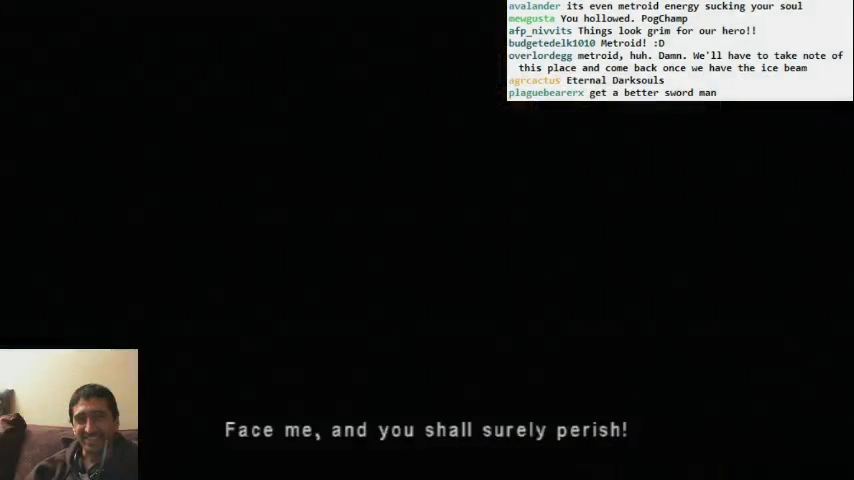 avalander its even metroid energy sucking your soul
mewgusta You hollowed. PogChamp
afp_nivvits Things look grim for our hero!!
budgetedelk1010 Metroid! :D
overlordegg metroid, huh. Damn. We'll have to take note of
this place and come back once we have the ice beam
agrcactus Eternal Darksouls
plaguebearerx get a better sword man
Face me, and you shall surely perish!